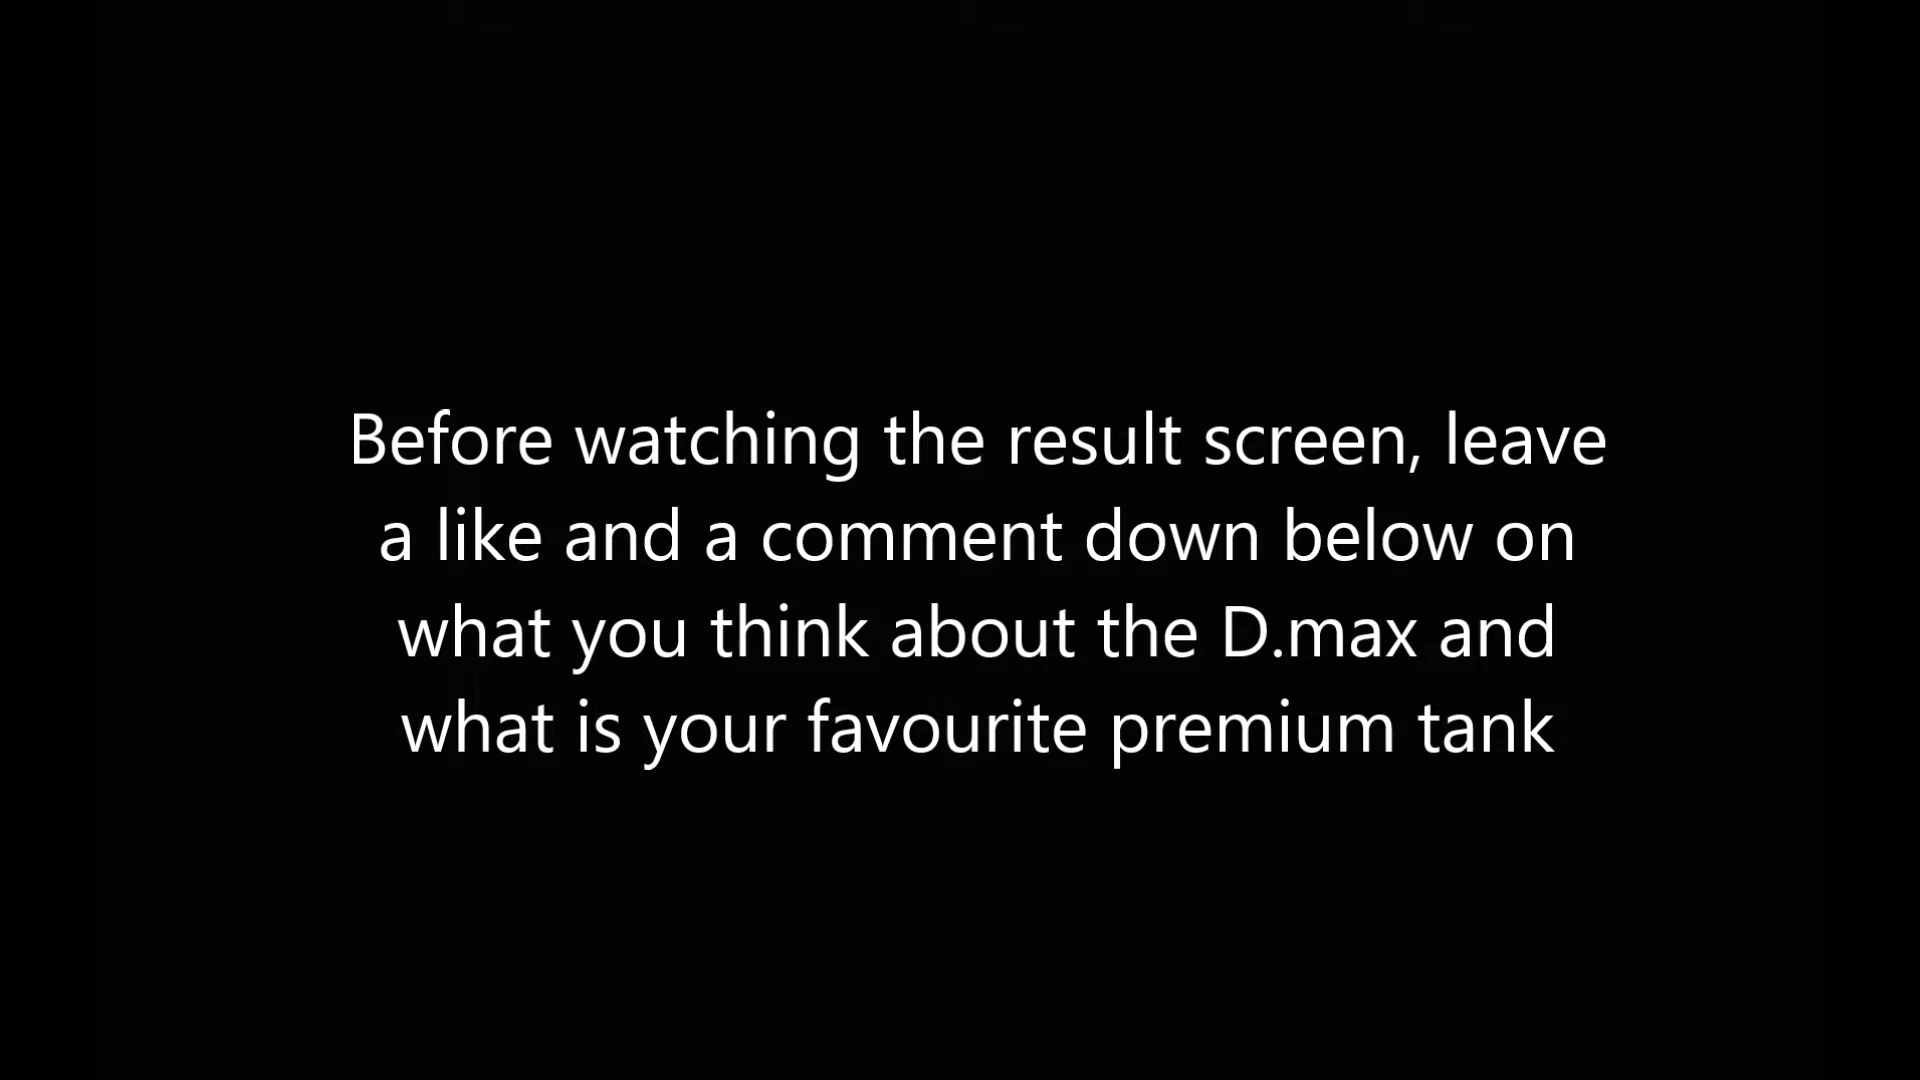 Before watching the result screen, leave
a like and a comment down below on
what you think about the D.max and
what is your favourite premium tank